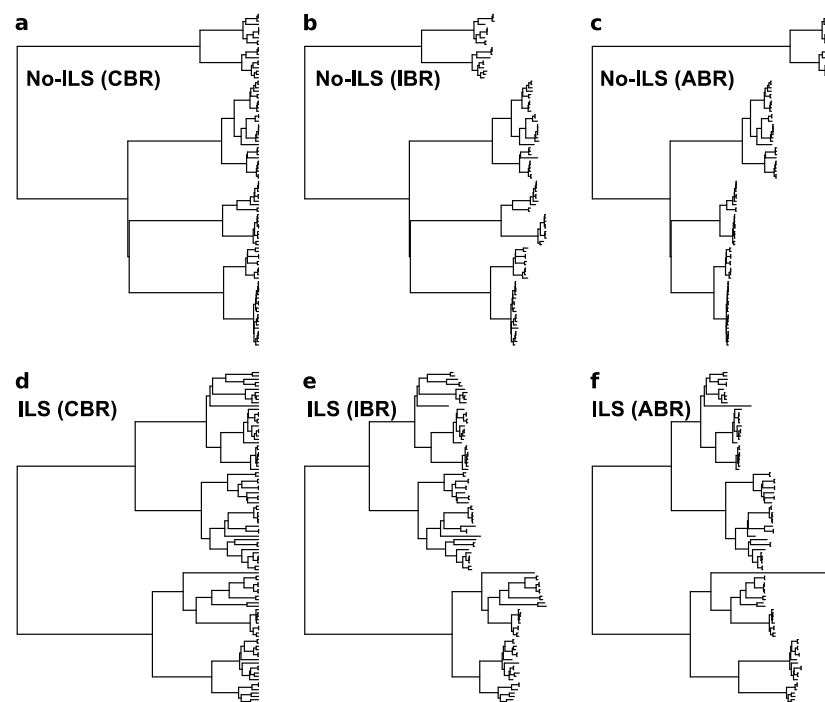 a b c
No-ILS (CBR) No-ILS (IBR) No-ILS (ABR)
d e f
ILS (CBR) ILS (IBR) ILS (ABR)